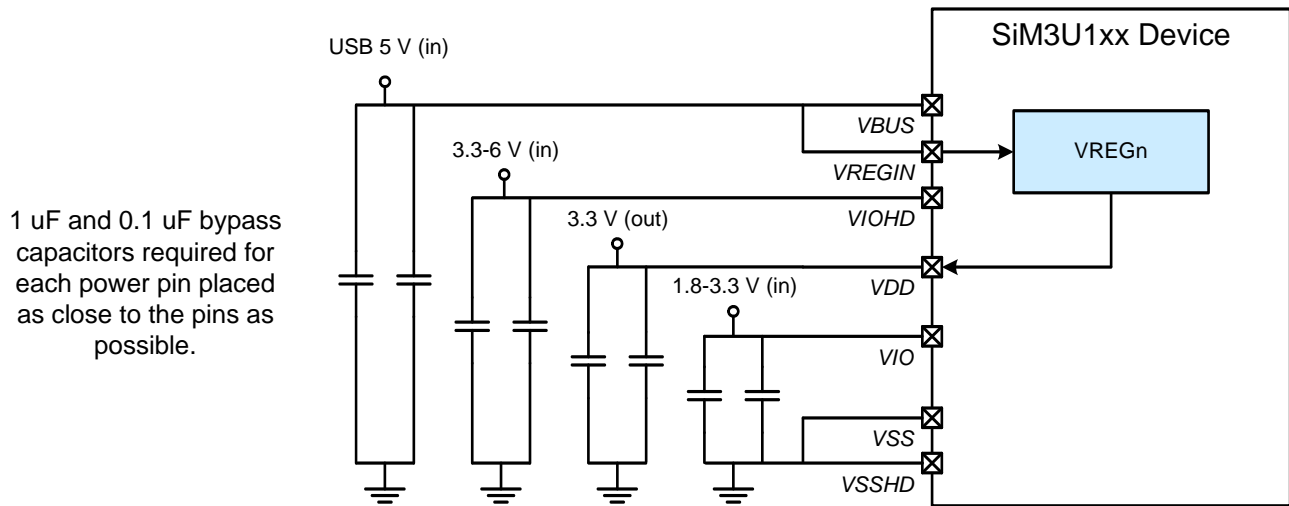 SiM3U1xx Device
USB 5 V (in)
VBUS
VREGn
3.3-6 V (in)
VREGIN
VIOHD
1 uF and 0.1 uF bypass
capacitors required for
each power pin placed
as close to the pins as
possible.
3.3 V (out)
VDD
1.8-3.3 V (in)
VIO
VSS
VSSHD